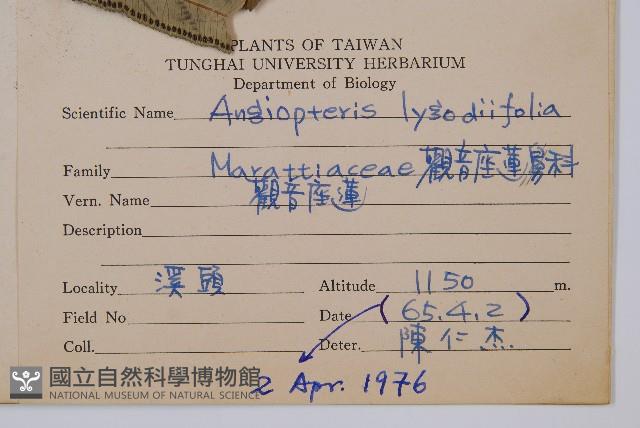 PLANTS OF TAIWAN
TUNGHAI UNIVERSITY HERBARIUM
Department of Biology
Scientific Name Angiopteris lygodiifolia
Family Marattiaceae 觀音座蓮科
Vern. Name 觀音座蓮
Description
Locality 溪頭 Altitude 1150 m.
Field No Date (65.4.2)
Coll. Deter. 陳仁杰
2 Apr. 1976
國立自然科學博物館
NATIONAL MUSEUM OF NATURAL SCIENCE